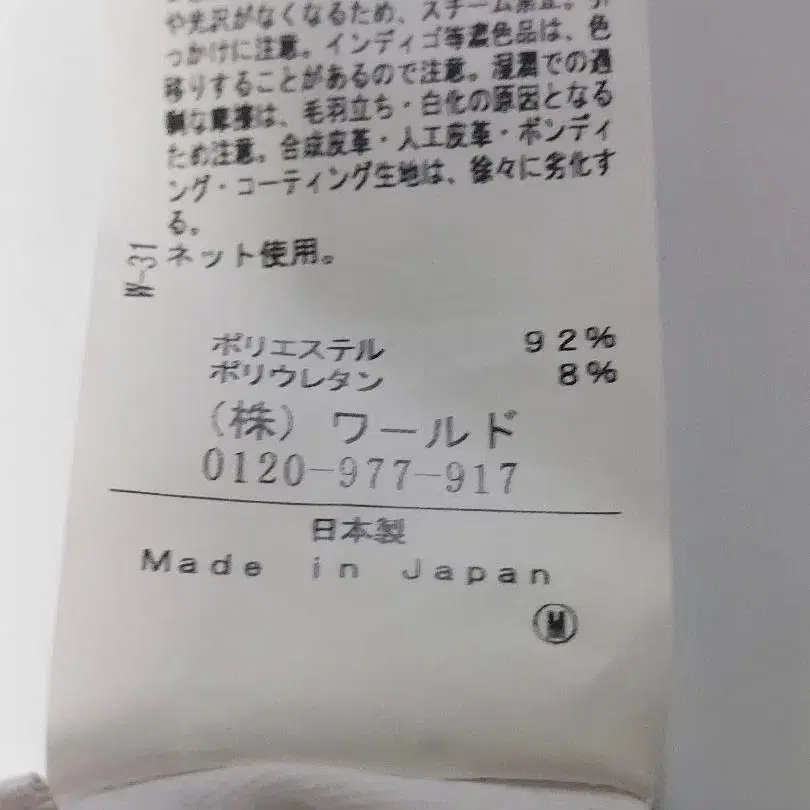 や光沢がなくなるため、スチーム禁止。引
っかけに注意。インディゴ等濃色品は、色
移りすることがあるので注意。湿潤での過
剰な摩擦は、毛羽立ち・白化の原因となる
ため注意。合成皮革・人工皮革・ボンディ
ング・コーティング生地は、徐々に劣化す
る。
ネット使用。
W-31
ポリエステル 92%
ポリウレタン 8%
(株) ワールド
0120-977-917
日本製
Made in Japan